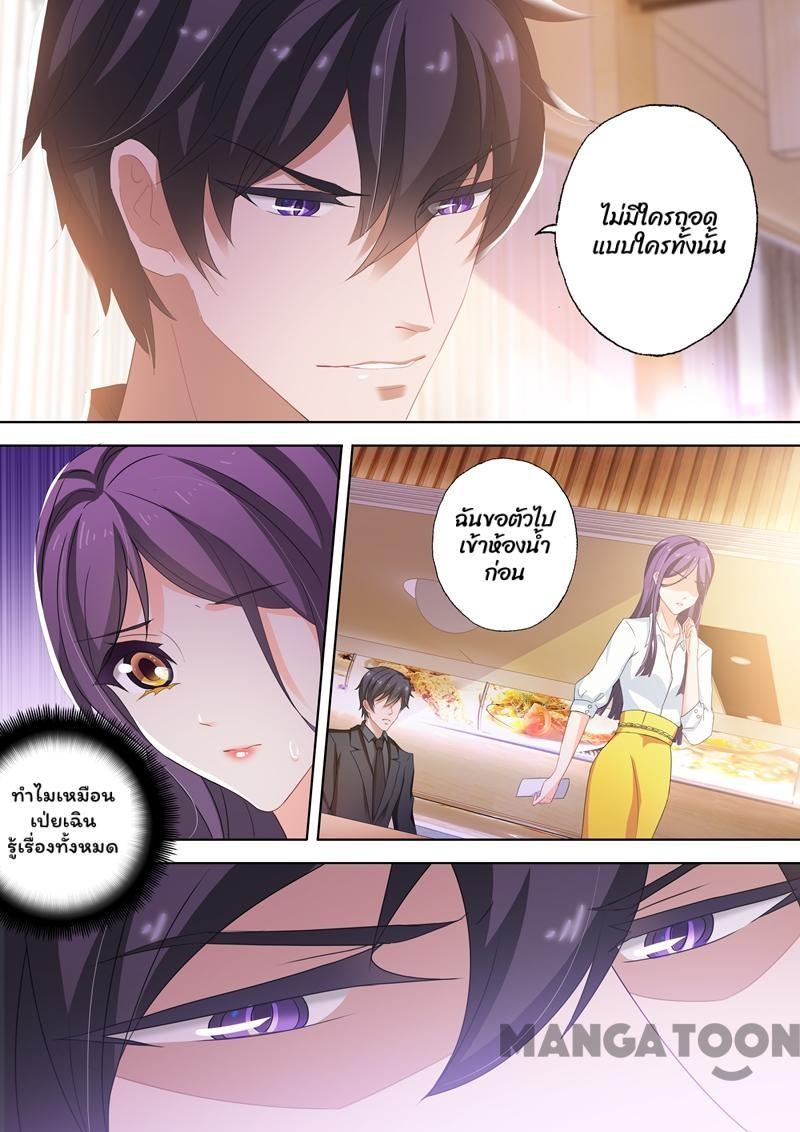 ไม่มีใครถอด
แบบใครทั้งนั้น
ฉันขอตัวไป
เข้าห้องน้ำ
ก่อน
ทำไมเหมือน
เป่ยเฉิน
รู้เรื่องทั้งหมด
MANGATOON